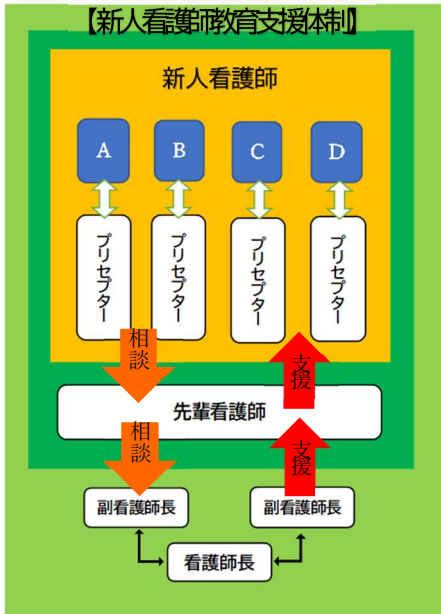 【新人看護師教育支援体制】
新人看護師
A B C D
プリセプター プリセプター プリセプター プリセプター
相談 支援
先輩看護師
相談 支援
副看護師長 副看護師長
看護師長